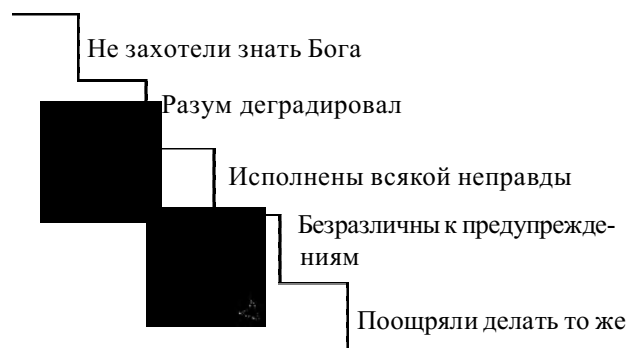 Не захотели знать Бога
Разум деградировал
Исполнены всякой неправды
Безразличны к предупрежде-
ниям
Поощряли делать то же